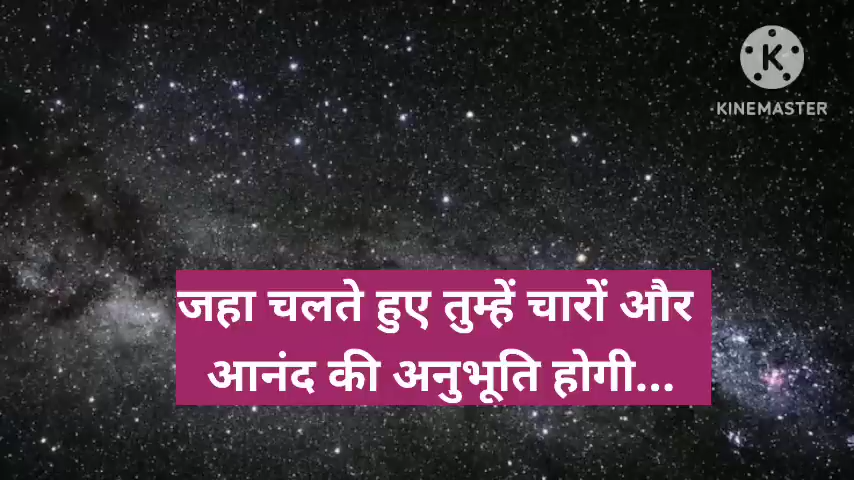 KINEMASTER
जहा चलते हुए तुम्हें चारों और
आनंद की अनुभूति होगी...